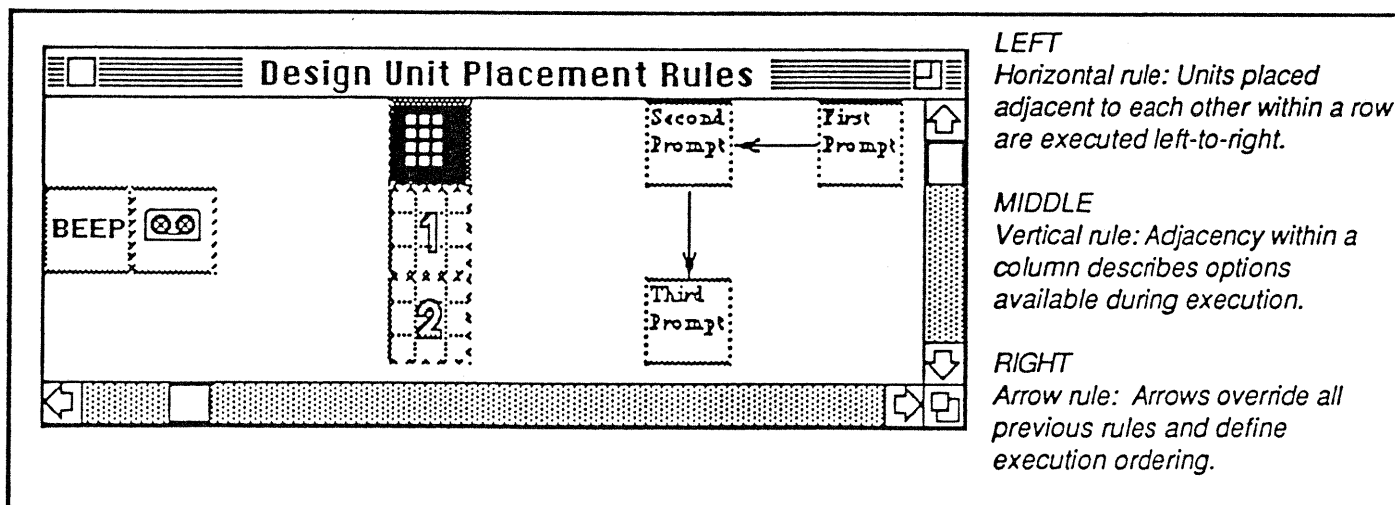 Design Unit Placement Rules
BEEP
1
2
Second
Prompt
First
Prompt
Third
Prompt
LEFT
Horizontal rule: Units placed
adjacent to each other within a row
are executed left-to-right.
MIDDLE
Vertical rule: Adjacency within a
column describes options
available during execution.
RIGHT
Arrow rule: Arrows override all
previous rules and define
execution ordering.